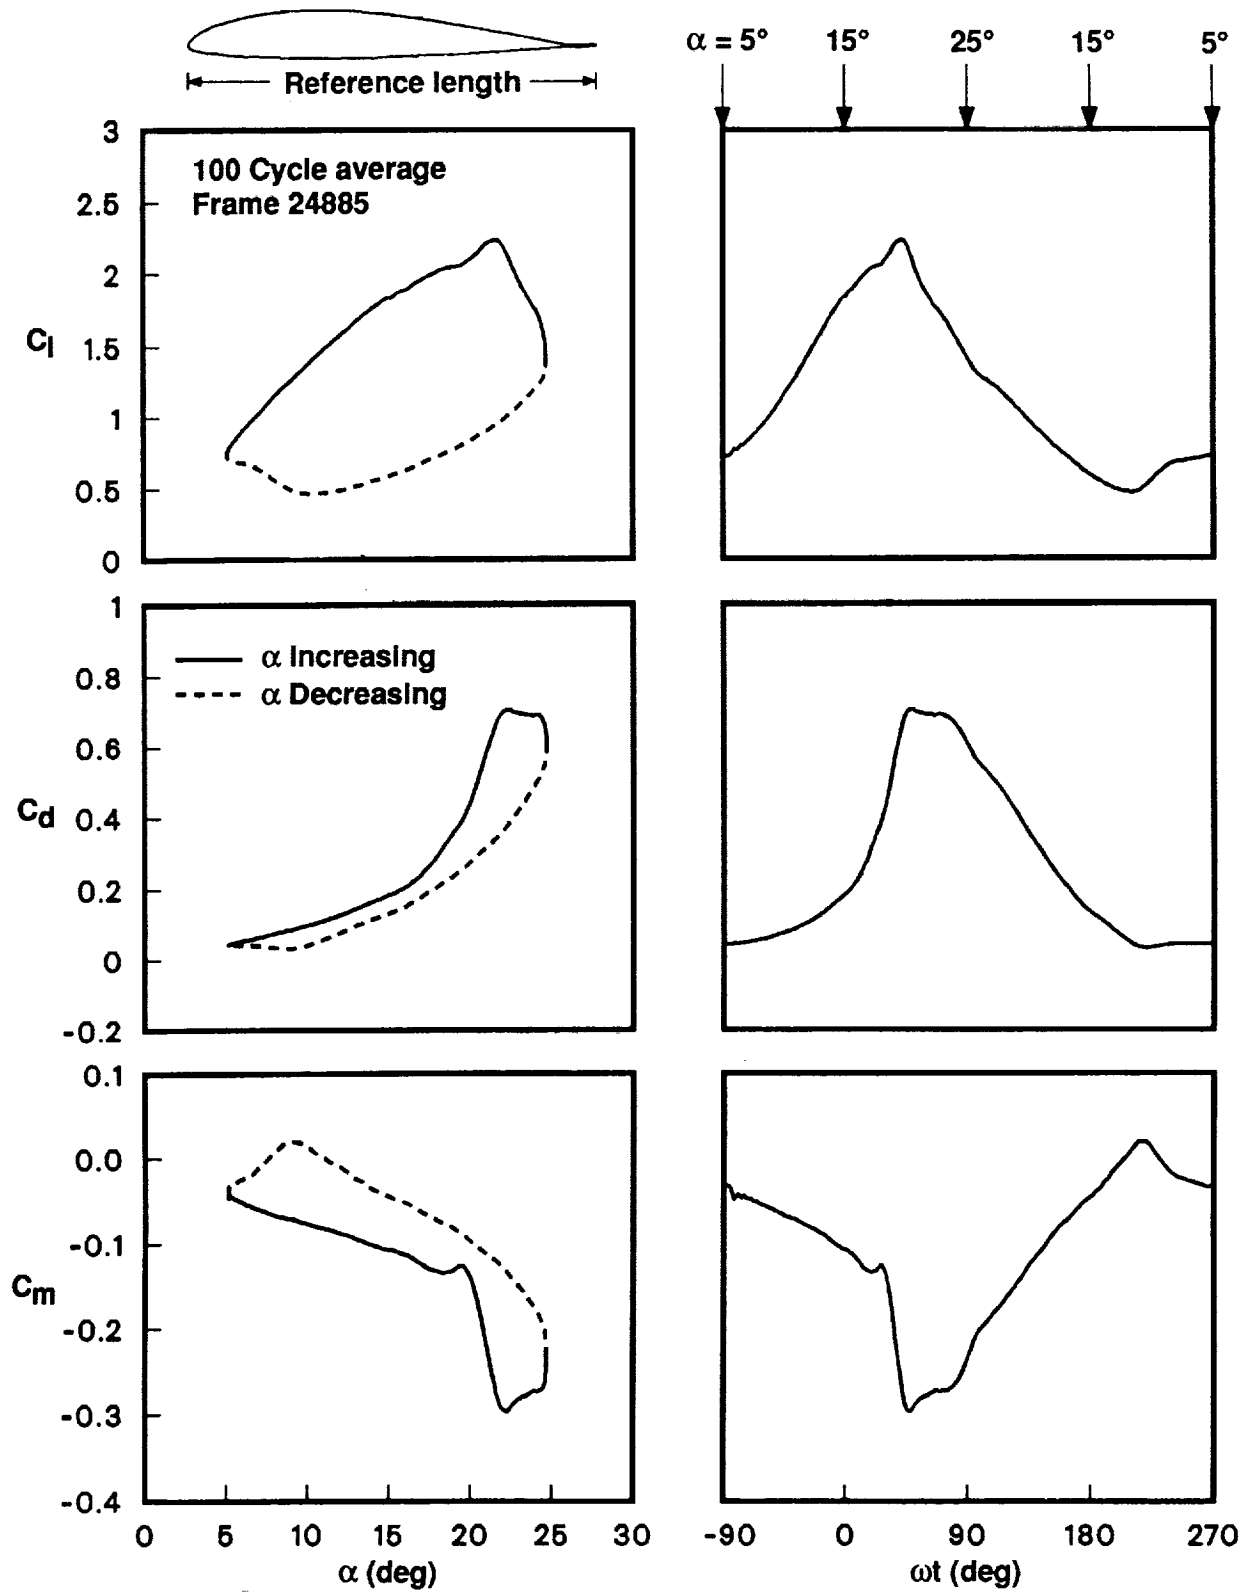 α = 5° 15° 25° 15° 5°
Reference length
3
2.5
2
1.5
1
0.5
0
Cl
100 Cycle average
Frame 24885
1
0.8
0.6
0.4
0.2
0
-0.2
Cd
α Increasing
α Decreasing
0.1
0.0
-0.1
-0.2
-0.3
-0.4
Cm
0 5 10 15 20 25 30
α (deg)
-90 0 90 180 270
ωt (deg)